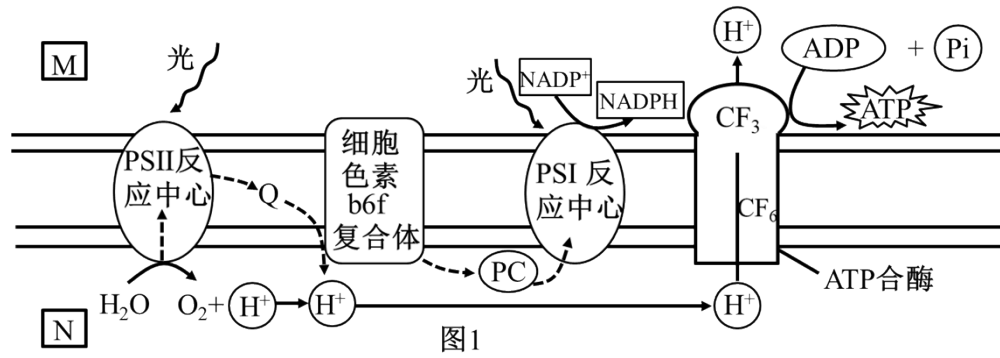 M
光
光
NADP⁺
NADPH
H⁺
ADP
+
Pi
ATP
CF₃
PSII反
应中心
Q
细胞
色素
b6f
复合体
PSI 反
应中心
CF₆
PC
ATP合酶
H₂O
O₂+
H⁺
H⁺
H⁺
N
图1